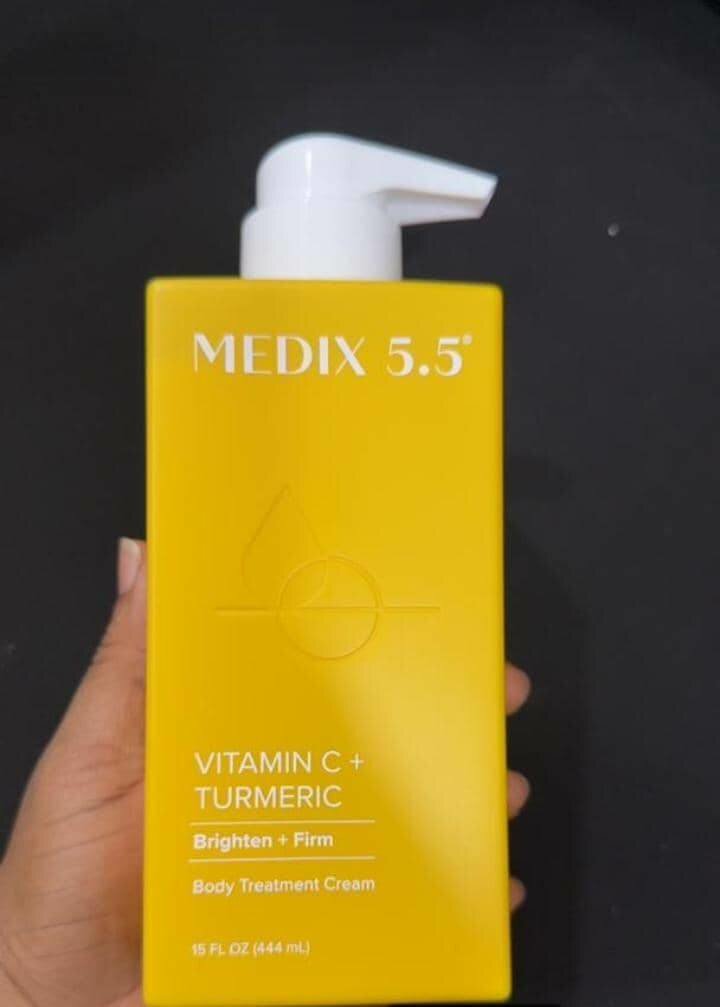 MEDIX 5.5®
VITAMIN C +
TURMERIC
Brighten + Firm
Body Treatment Cream
15 FL OZ (444 mL)